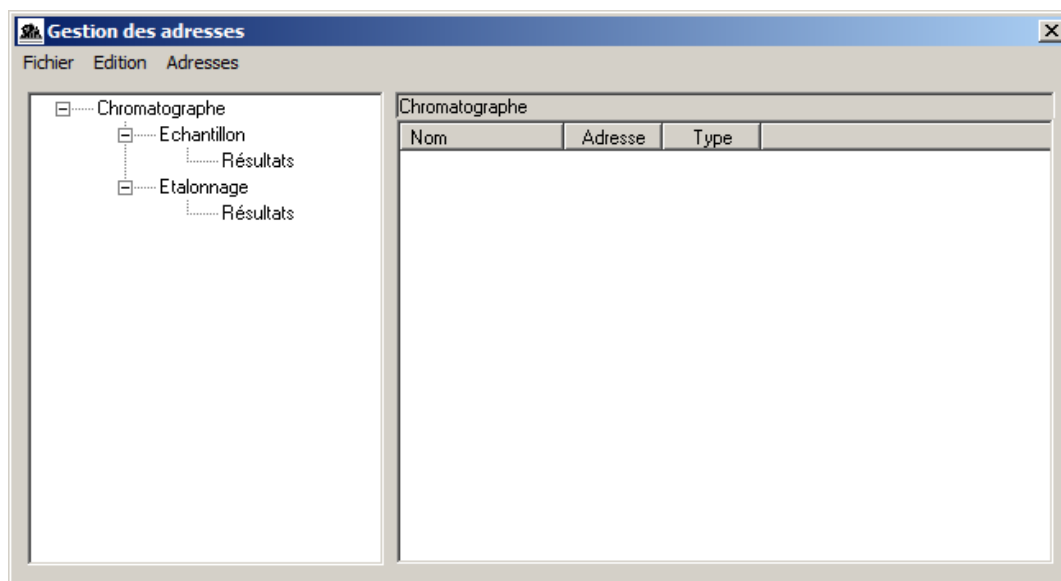 Gestion des adresses
Fichier Edition Adresses
Chromatographe
Echantillon
Résultats
Etalonnage
Résultats
Chromatographe
Nom Adresse Type